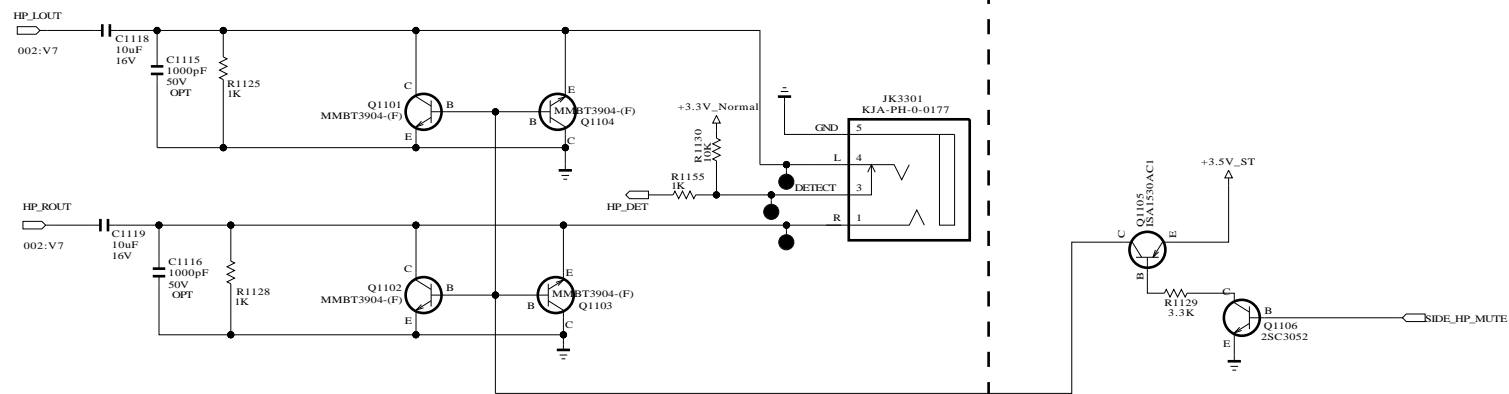 HP_LOUT
002:V7
C1118
10uF
16V
C1115
1000pF
50V
OPT
R1125
1K
C
Q1101
MMBT3904-(F)
B
E
E
MMBT3904-(F)
B
Q1104
C
+3.3V_Normal
R1130
10K
R1155
1K
HP_DET
JK3301
KJA-PH-0-0177
GND
5
L
4
DETECT
3
R
1
HP_ROUT
002:V7
C1119
10uF
16V
C1116
1000pF
50V
OPT
R1128
1K
C
Q1102
MMBT3904-(F)
B
E
E
MMBT3904-(F)
B
Q1103
C
Q1105
ISA1530AC1
+3.5V_ST
C
E
B
R1129
3.3K
C
B
Q1106
2SC3052
E
SIDE_HP_MUTE